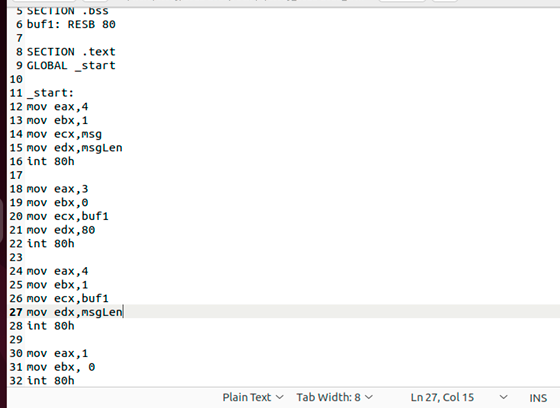 5 SECTION .bss
6 buf1: RESB 80
7
8 SECTION .text
9 GLOBAL _start
10
11 _start:
12 mov eax,4
13 mov ebx,1
14 mov ecx,msg
15 mov edx,msgLen
16 int 80h
17
18 mov eax,3
19 mov ebx,0
20 mov ecx,buf1
21 mov edx,80
22 int 80h
23
24 mov eax,4
25 mov ebx,1
26 mov ecx,buf1
27 mov edx,msgLen
28 int 80h
29
30 mov eax,1
31 mov ebx, 0
32 int 80h
Plain Text Tab Width: 8 Ln 27, Col 15 INS